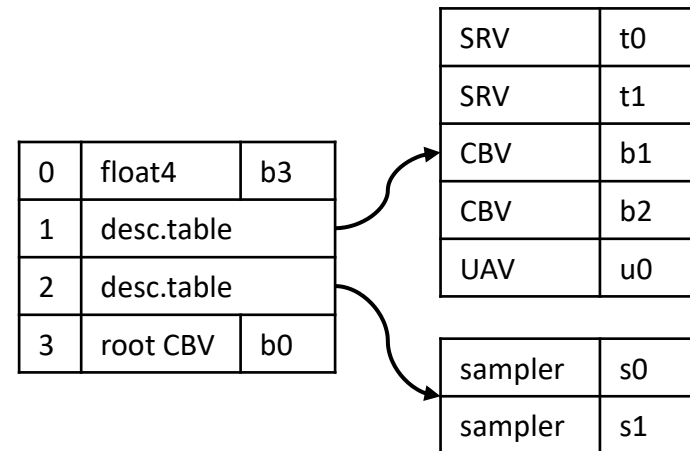 0 float4 b3
1 desc.table
2 desc.table
3 root CBV b0
SRV t0
SRV t1
CBV b1
CBV b2
UAV u0
sampler s0
sampler s1